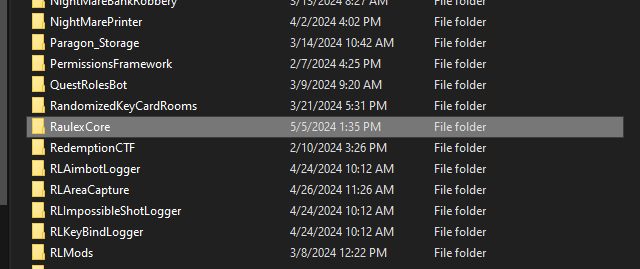 NightMareBankRobbery 3/13/2024 8:27 AM File folder
NightMarePrinter 4/2/2024 4:02 PM File folder
Paragon_Storage 3/14/2024 10:42 AM File folder
PermissionsFramework 2/7/2024 4:25 PM File folder
QuestRolesBot 3/9/2024 9:20 AM File folder
RandomizedKeyCardRooms 3/21/2024 5:31 PM File folder
RaulexCore 5/5/2024 1:35 PM File folder
RedemptionCTF 2/10/2024 3:26 PM File folder
RLAimbotLogger 4/24/2024 10:12 AM File folder
RLAreaCapture 4/26/2024 11:26 AM File folder
RLImpossibleShotLogger 4/24/2024 10:12 AM File folder
RLKeyBindLogger 4/24/2024 10:12 AM File folder
RLMods 3/8/2024 12:22 PM File folder